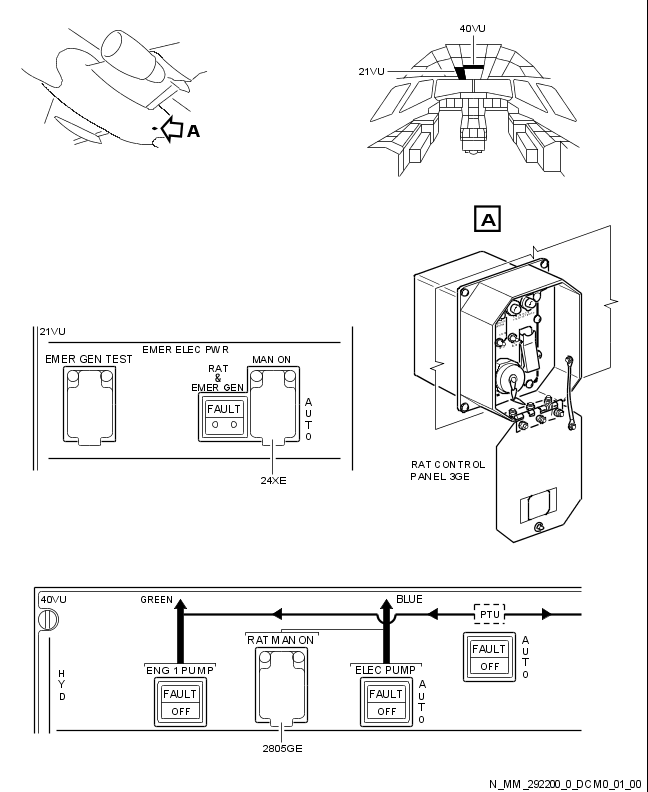 40VU
21VU
A
A
21VU
EMER ELEC PWR
EMER GEN TEST
RAT
&
EMER GEN
MAN ON
FAULT
AUTO
24XE
RAT CONTROL
PANEL 3GE
40VU
GREEN
BLUE
PTU
RAT MAN ON
ENG 1 PUMP
ELEC PUMP
HYD
FAULT
OFF
FAULT
OFF
AUTO
FAULT
OFF
AUTO
2805GE
N_MM_292200_0_DCM0_01_00